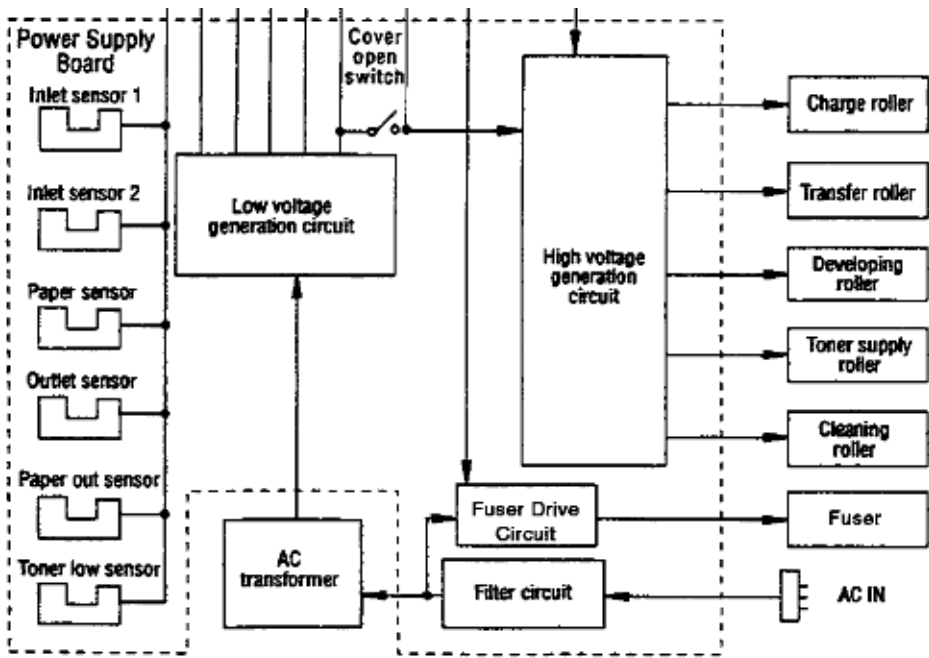 Power Supply
Board
Inlet sensor 1
Inlet sensor 2
Paper sensor
Outlet sensor
Paper out sensor
Toner low sensor
Cover
open
switch
Low voltage
generation circuit
High voltage
generation
circuit
AC
transformer
Fuser Drive
Circuit
Filter circuit
Charge roller
Transfer roller
Developing
roller
Toner supply
roller
Cleaning
roller
Fuser
AC IN